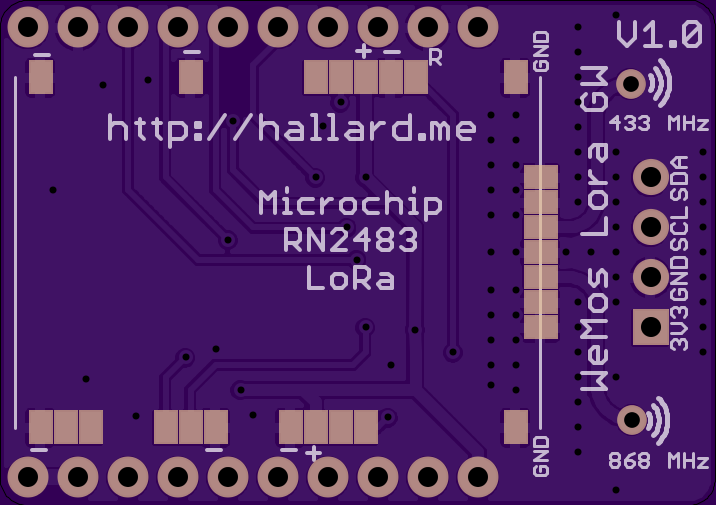 V1.0
+ -
R
GND
433 MHz
http://hallard.me
Microchip
RN2483
LoRa
WeMos Lora GW
SDA
SCL
GND
3V3
- - - +
GND
868 MHz